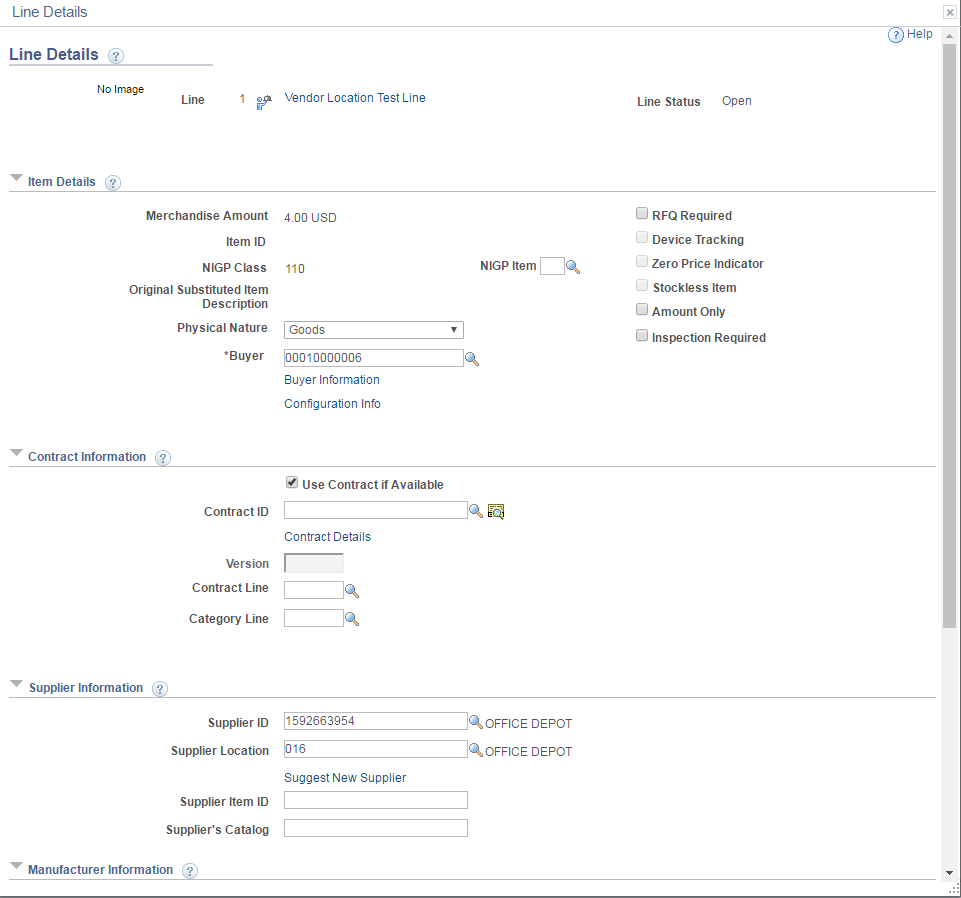 Line Details
Help
Line Details
No Image
Line 1 Vendor Location Test Line
Line Status Open
Item Details
Merchandise Amount 4.00 USD
RFQ Required
Item ID
Device Tracking
NIGP Class 110
NIGP Item
Zero Price Indicator
Original Substituted Item
Description
Stockless Item
Physical Nature Goods
Amount Only
*Buyer 00010000006
Inspection Required
Buyer Information
Configuration Info
Contract Information
Use Contract if Available
Contract ID
Contract Details
Version
Contract Line
Category Line
Supplier Information
Supplier ID 1592663954 OFFICE DEPOT
Supplier Location 016 OFFICE DEPOT
Suggest New Supplier
Supplier Item ID
Supplier's Catalog
Manufacturer Information